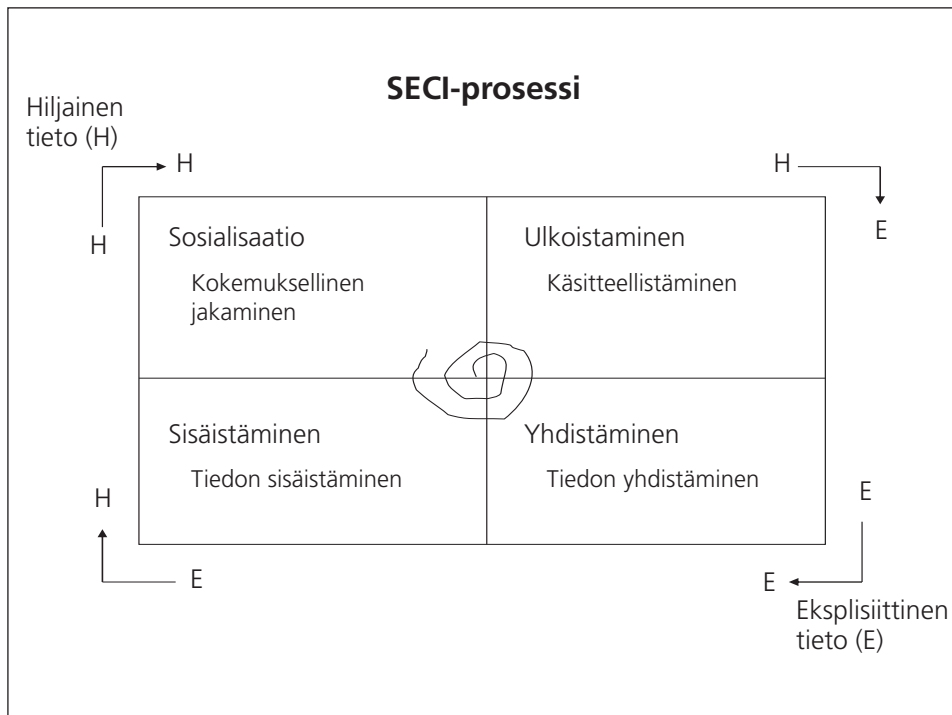 SECI-prosessi
Hiljainen
tieto (H)
H
H
H
E
Sosialisaatio
Kokemuksellinen
jakaminen
Ulkoistaminen
Käsitteellistäminen
Sisäistäminen
Tiedon sisäistäminen
Yhdistäminen
Tiedon yhdistäminen
H
E
E
E
Eksplisiittinen
tieto (E)